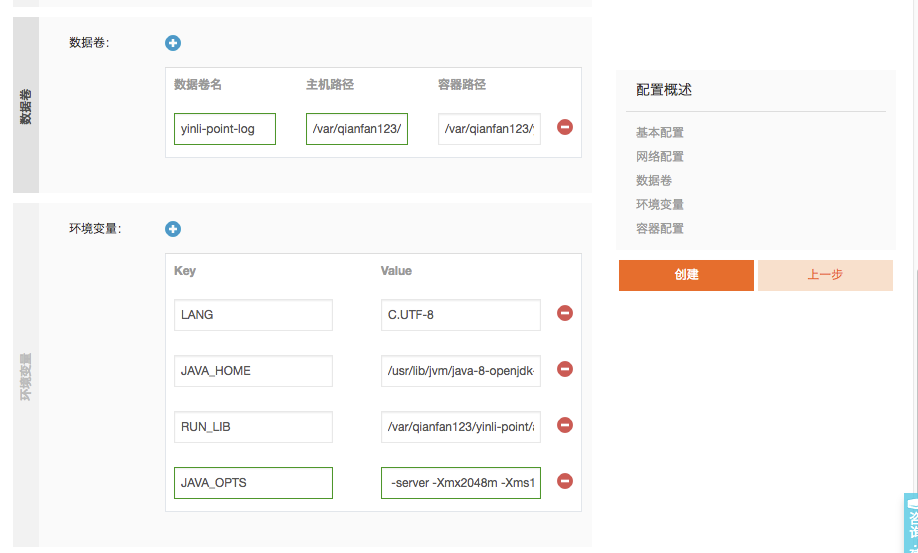 数据卷
数据卷:
数据卷名 主机路径 容器路径
yinli-point-log /var/qianfan123/ /var/qianfan123/
环境变量
环境变量:
Key Value
LANG C.UTF-8
JAVA_HOME /usr/lib/jvm/java-8-openjdk-
RUN_LIB /var/qianfan123/yinli-point/
JAVA_OPTS -server -Xmx2048m -Xms1
配置概述
基本配置
网络配置
数据卷
环境变量
容器配置
创建 上一步